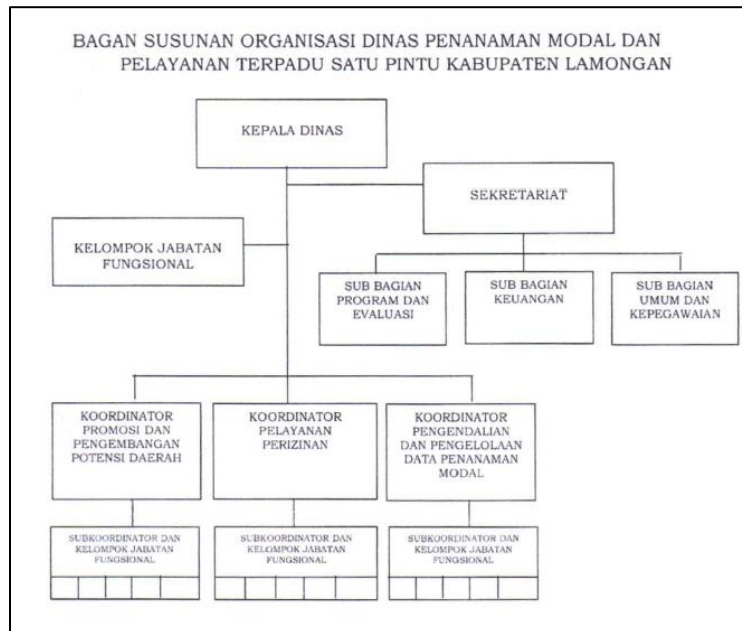 BAGAN SUSUNAN ORGANISASI DINAS PENANAMAN MODAL DAN
PELAYANAN TERPADU SATU PINTU KABUPATEN LAMONGAN
KEPALA DINAS
SEKRETARIAT
KELOMPOK JABATAN
FUNGSIONAL
SUB BAGIAN
PROGRAM DAN
EVALUASI
SUB BAGIAN
KEUANGAN
SUB BAGIAN
UMUM DAN
KEPEGAWAIAN
KOORDINATOR
PROMOSI DAN
PENGEMBANGAN
POTENSI DAERAH
KOORDINATOR
PELAYANAN
PERIZINAN
KOORDINATOR
PENGENDALIAN
DAN PENGELOLAAN
DATA PENANAMAN
MODAL
SUBKOORDINATOR DAN
KELOMPOK JABATAN
FUNGSIONAL
SUBKOORDINATOR DAN
KELOMPOK JABATAN
FUNGSIONAL
SUBKOORDINATOR DAN
KELOMPOK JABATAN
FUNGSIONAL